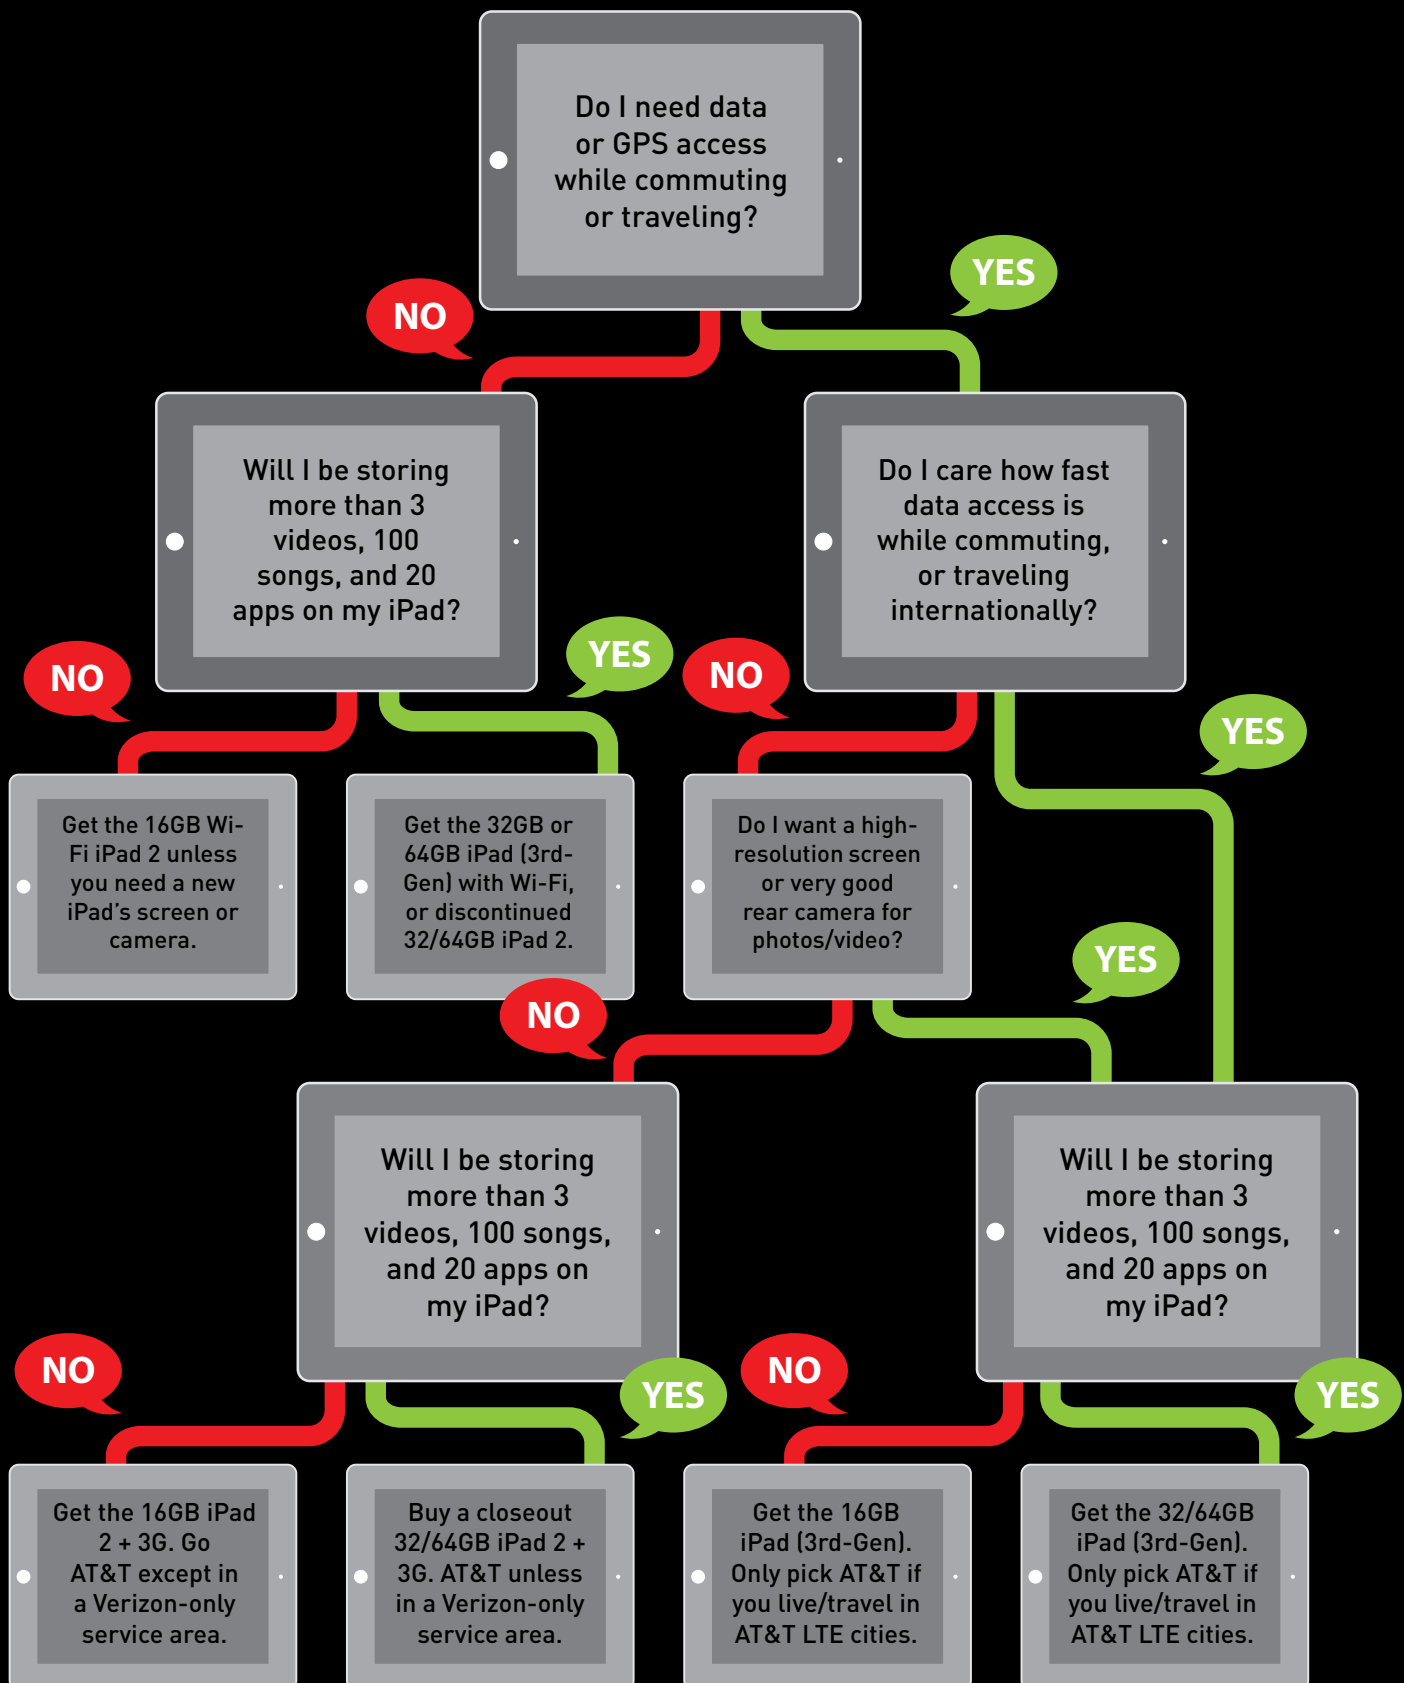 Do I need data
or GPS access
while commuting
or traveling?
NO
YES
Will I be storing
more than 3
videos, 100
songs, and 20
apps on my iPad?
Do I care how fast
data access is
while commuting,
or traveling
internationally?
NO
YES
NO
YES
Get the 16GB Wi-
Fi iPad 2 unless
you need a new
iPad's screen or
camera.
Get the 32GB or
64GB iPad (3rd-
Gen) with Wi-Fi,
or discontinued
32/64GB iPad 2.
Do I want a high-
resolution screen
or very good
rear camera for
photos/video?
NO
YES
Will I be storing
more than 3
videos, 100 songs,
and 20 apps on
my iPad?
Will I be storing
more than 3
videos, 100 songs,
and 20 apps on
my iPad?
NO
YES
NO
YES
Get the 16GB iPad
2 + 3G. Go
AT&T except in
a Verizon-only
service area.
Buy a closeout
32/64GB iPad 2 +
3G. AT&T unless
in a Verizon-only
service area.
Get the 16GB
iPad (3rd-Gen).
Only pick AT&T if
you live/travel in
AT&T LTE cities.
Get the 32/64GB
iPad (3rd-Gen).
Only pick AT&T if
you live/travel in
AT&T LTE cities.